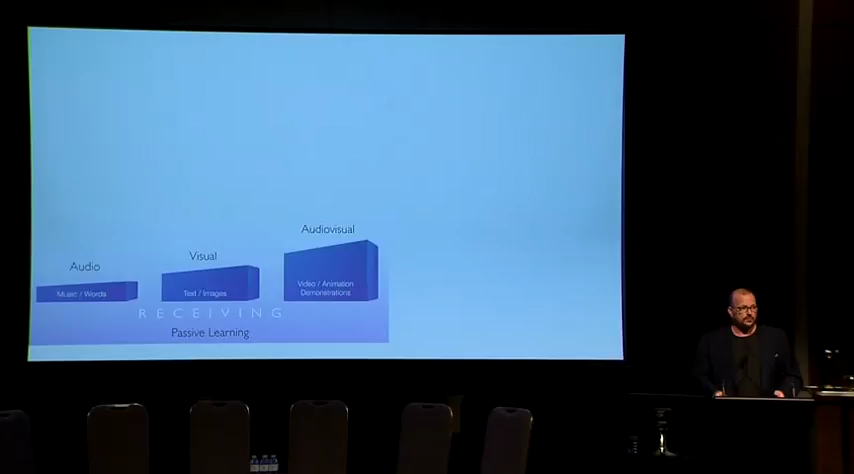 Audiovisual
Visual
Audio
Video / Animation
Demonstrations
Text / Images
Music / Words
RECEIVING
Passive Learning